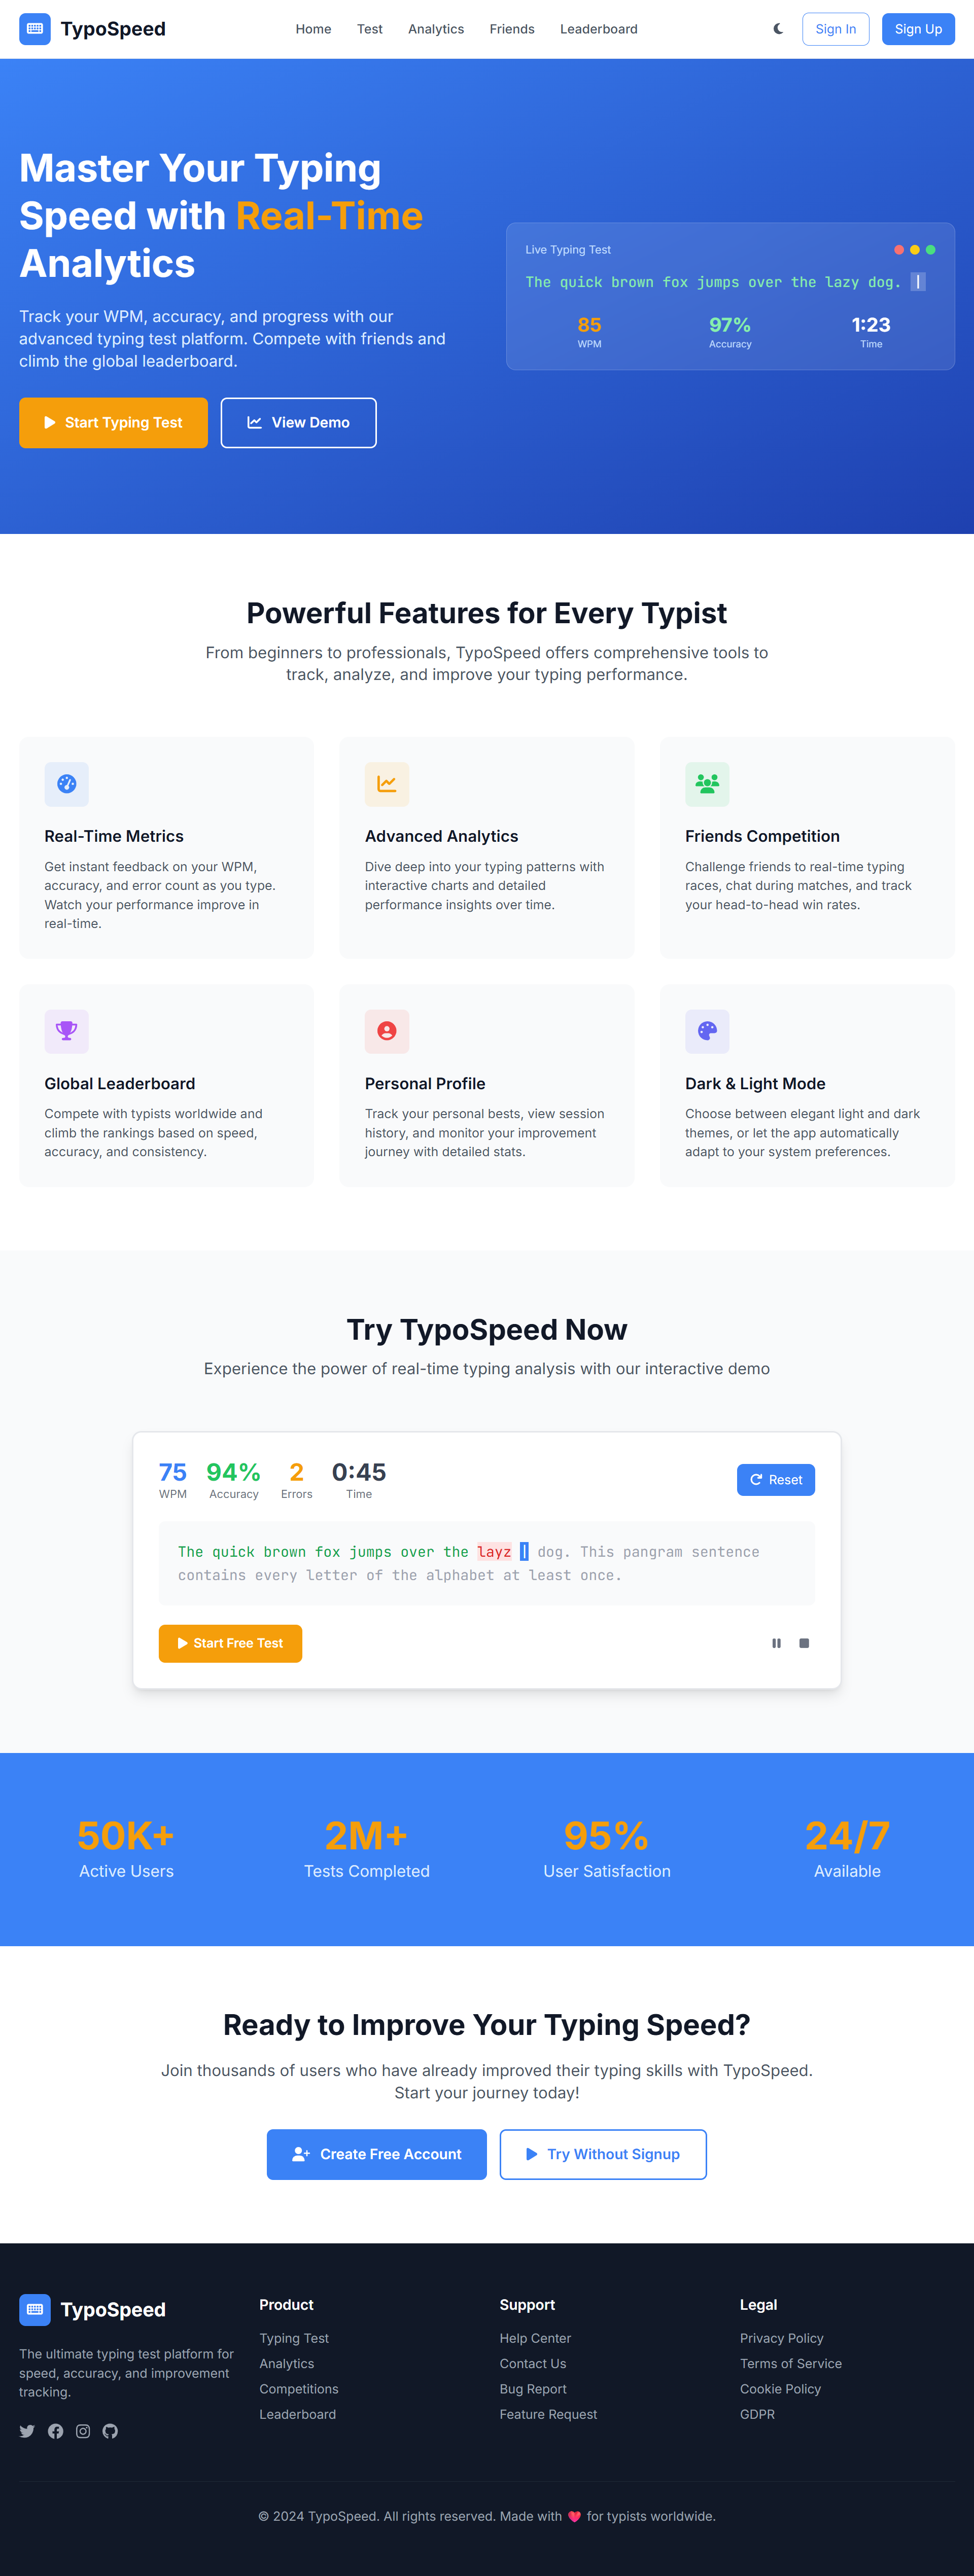 TypoSpeed
Home
Test
Analytics
Friends
Leaderboard
Sign In
Sign Up
Master Your Typing
Speed with Real-Time
Analytics
Track your WPM, accuracy, and progress with our
advanced typing test platform. Compete with friends and
climb the global leaderboard.
Start Typing Test
View Demo
Live Typing Test
The quick brown fox jumps over the lazy dog. |
85
WPM
97%
Accuracy
1:23
Time
Powerful Features for Every Typist
From beginners to professionals, TypoSpeed offers comprehensive tools to
track, analyze, and improve your typing performance.
Real-Time Metrics
Get instant feedback on your WPM,
accuracy, and error count as you type.
Watch your performance improve in
real-time.
Advanced Analytics
Dive deep into your typing patterns with
interactive charts and detailed
performance insights over time.
Friends Competition
Challenge friends to real-time typing
races, chat during matches, and track
your head-to-head win rates.
Global Leaderboard
Compete with typists worldwide and
climb the rankings based on speed,
accuracy, and consistency.
Personal Profile
Track your personal bests, view session
history, and monitor your improvement
journey with detailed stats.
Dark & Light Mode
Choose between elegant light and dark
themes, or let the app automatically
adapt to your system preferences.
Try TypoSpeed Now
Experience the power of real-time typing analysis with our interactive demo
75
WPM
94%
Accuracy
2
Errors
0:45
Time
Reset
The quick brown fox jumps over the layz | dog. This pangram sentence
contains every letter of the alphabet at least once.
Start Free Test
50K+
Active Users
2M+
Tests Completed
95%
User Satisfaction
24/7
Available
Ready to Improve Your Typing Speed?
Join thousands of users who have already improved their typing skills with TypoSpeed.
Start your journey today!
Create Free Account
Try Without Signup
TypoSpeed
The ultimate typing test platform for
speed, accuracy, and improvement
tracking.
Product
Typing Test
Analytics
Competitions
Leaderboard
Support
Help Center
Contact Us
Bug Report
Feature Request
Legal
Privacy Policy
Terms of Service
Cookie Policy
GDPR
© 2024 TypoSpeed. All rights reserved. Made with ❤️ for typists worldwide.